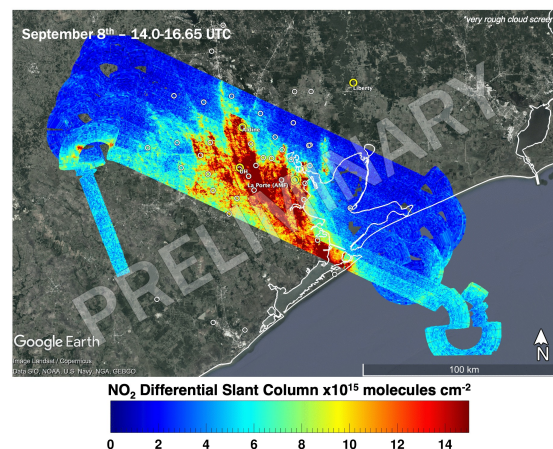 September 8th – 14.0-16.65 UTC
*very rough cloud screen
Liberty
La Porte (AMF)
PRELIMINARY
Google Earth
Image Landsat / Copernicus
Data SIO, NOAA, U.S. Navy, NGA, GEBCO
100 km
N
NO2 Differential Slant Column x10^15 molecules cm^-2
0 2 4 6 8 10 12 14